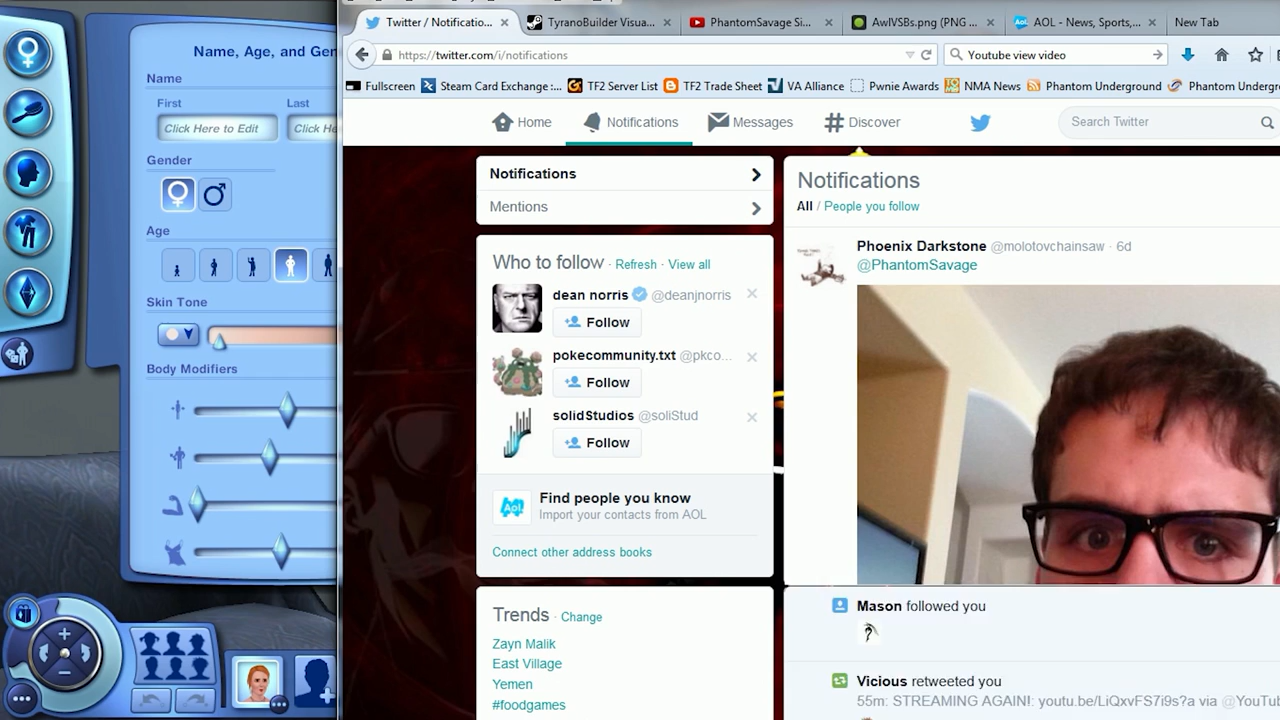 Name, Age, and Gen
Name
First Last
Click Here to Edit Click H
Gender
Age
Skin Tone
Body Modifiers
Twitter / Notificatio... × TyranoBuilder Visua... × PhantomSavage Si... × AwIVSBs.png (PNG ... × AOL - News, Sports,... × New Tab
https://twitter.com/i/notifications Youtube view video
Fullscreen Steam Card Exchange :... TF2 Server List TF2 Trade Sheet VA Alliance Pwnie Awards NMA News Phantom Underground Phantom Undergr
Home Notifications Messages # Discover Search Twitter
Notifications
Mentions
Who to follow · Refresh · View all
dean norris @deanjnorris ×
Follow
pokecommunity.txt @pkco... ×
Follow
solidStudios @soliStud ×
Follow
Aol.
Find people you know
Import your contacts from AOL
Connect other address books
Trends · Change
Zayn Malik
East Village
Yemen
#foodgames
Notifications
All / People you follow
Phoenix Darkstone @molotovchainsaw · 6d
@PhantomSavage
Mason followed you
Vicious retweeted you
55m: STREAMING AGAIN!: youtu.be/LiQxvFS7i9s?a via @YouTu